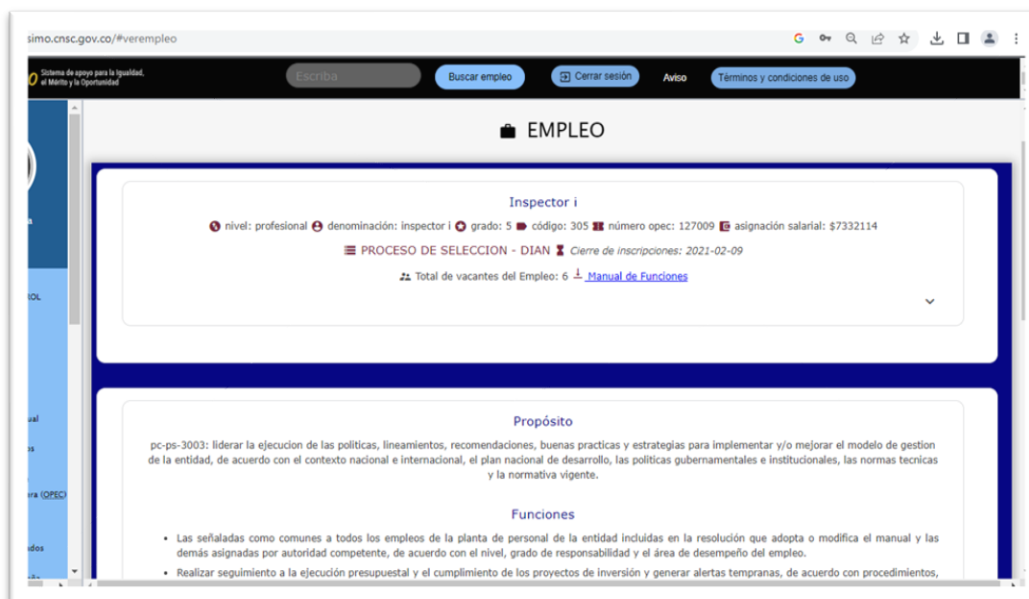 simo.cnsc.gov.co/#verempleo
Sistema de apoyo para la Igualdad,
el Mérito y la Oportunidad
Escriba
Buscar empleo
Cerrar sesión
Aviso
Términos y condiciones de uso
EMPLEO
Inspector i
nivel: profesional denominación: inspector i grado: 5 código: 305 número opec: 127009 asignación salarial: $7332114
PROCESO DE SELECCION - DIAN Cierre de inscripciones: 2021-02-09
Total de vacantes del Empleo: 6 Manual de Funciones
Propósito
pc-ps-3003: liderar la ejecucion de las politicas, lineamientos, recomendaciones, buenas practicas y estrategias para implementar y/o mejorar el modelo de gestion
de la entidad, de acuerdo con el contexto nacional e internacional, el plan nacional de desarrollo, las politicas gubernamentales e institucionales, las normas tecnicas
y la normativa vigente.
Funciones
• Las señaladas como comunes a todos los empleos de la planta de personal de la entidad incluidas en la resolución que adopta o modifica el manual y las
demás asignadas por autoridad competente, de acuerdo con el nivel, grado de responsabilidad y el área de desempeño del empleo.
• Realizar seguimiento a la ejecución presupuestal y el cumplimiento de los proyectos de inversión y generar alertas tempranas, de acuerdo con procedimientos,
ROL
ual
os
era (OPEC)
ados